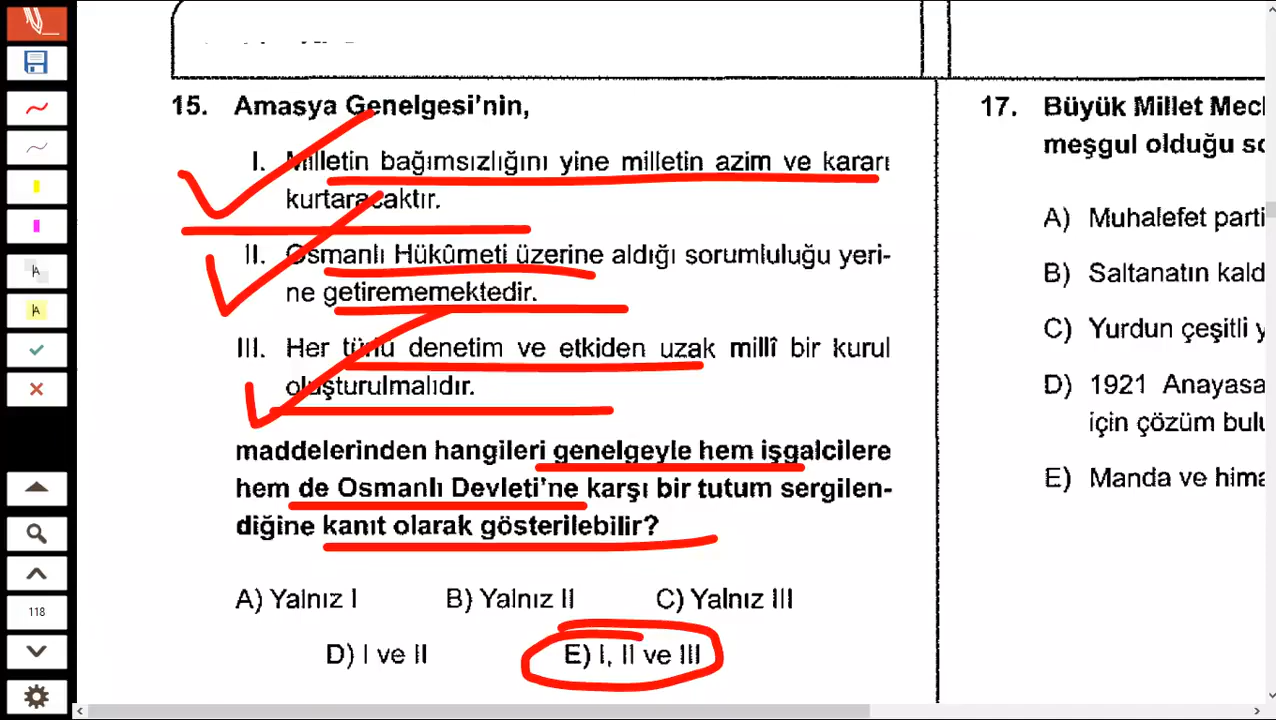 15. Amasya Genelgesi'nin,
I. Milletin bağımsızlığını yine milletin azim ve kararı
kurtaracaktır.
II. Osmanlı Hükûmeti üzerine aldığı sorumluluğu yeri-
ne getirememektedir.
III. Her türlü denetim ve etkiden uzak millî bir kurul
oluşturulmalıdır.
maddelerinden hangileri genelgeyle hem işgalcilere
hem de Osmanlı Devleti'ne karşı bir tutum sergilen-
diğine kanıt olarak gösterilebilir?
A) Yalnız I B) Yalnız II C) Yalnız III
D) I ve II E) I, II ve III
17. Büyük Millet Mec
meşgul olduğu so
A) Muhalefet parti
B) Saltanatın kald
C) Yurdun çeşitli y
D) 1921 Anayasa
için çözüm bulu
E) Manda ve hima
118